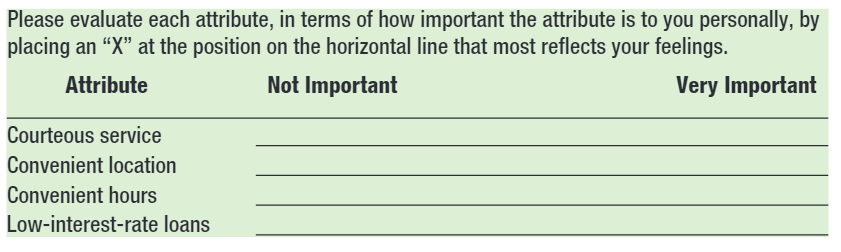 Please evaluate each attribute, in terms of how important the attribute is to you personally, by
placing an “X” at the position on the horizontal line that most reflects your feelings.
Attribute Not Important Very Important
Courteous service
Convenient location
Convenient hours
Low-interest-rate loans